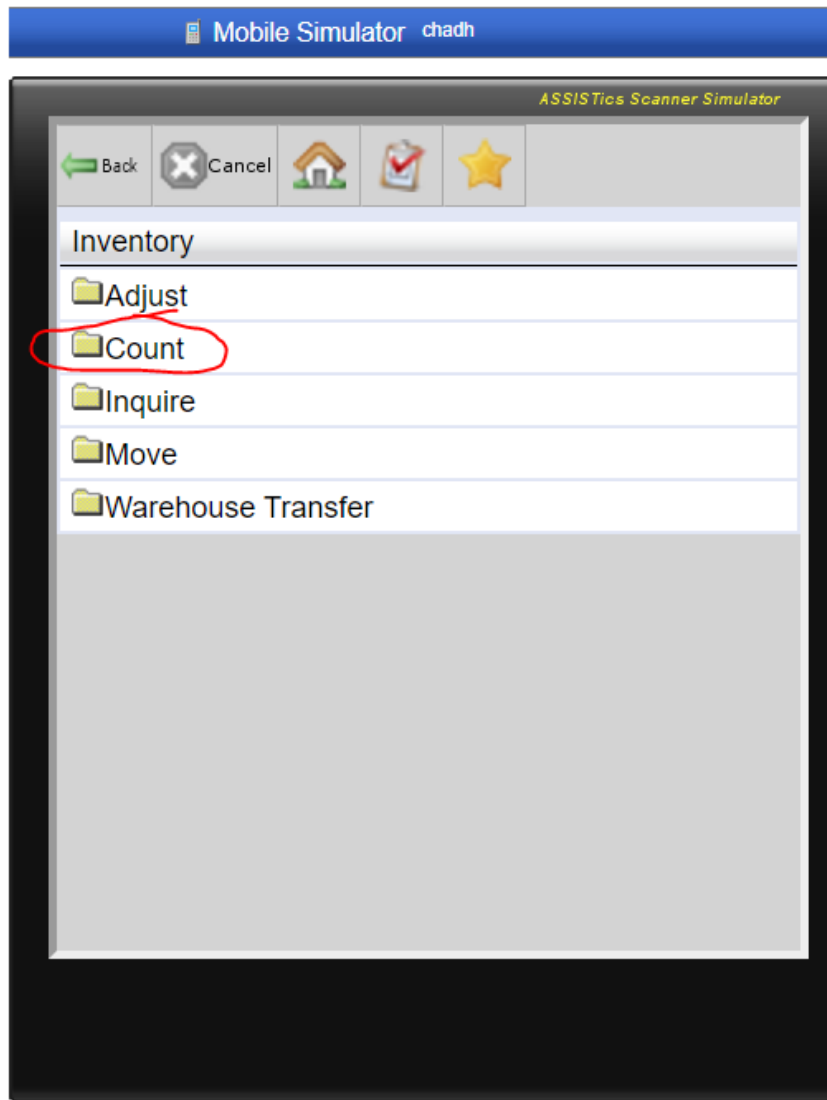 Mobile Simulator chadh
ASSISTics Scanner Simulator
Back Cancel
Inventory
Adjust
Count
Inquire
Move
Warehouse Transfer